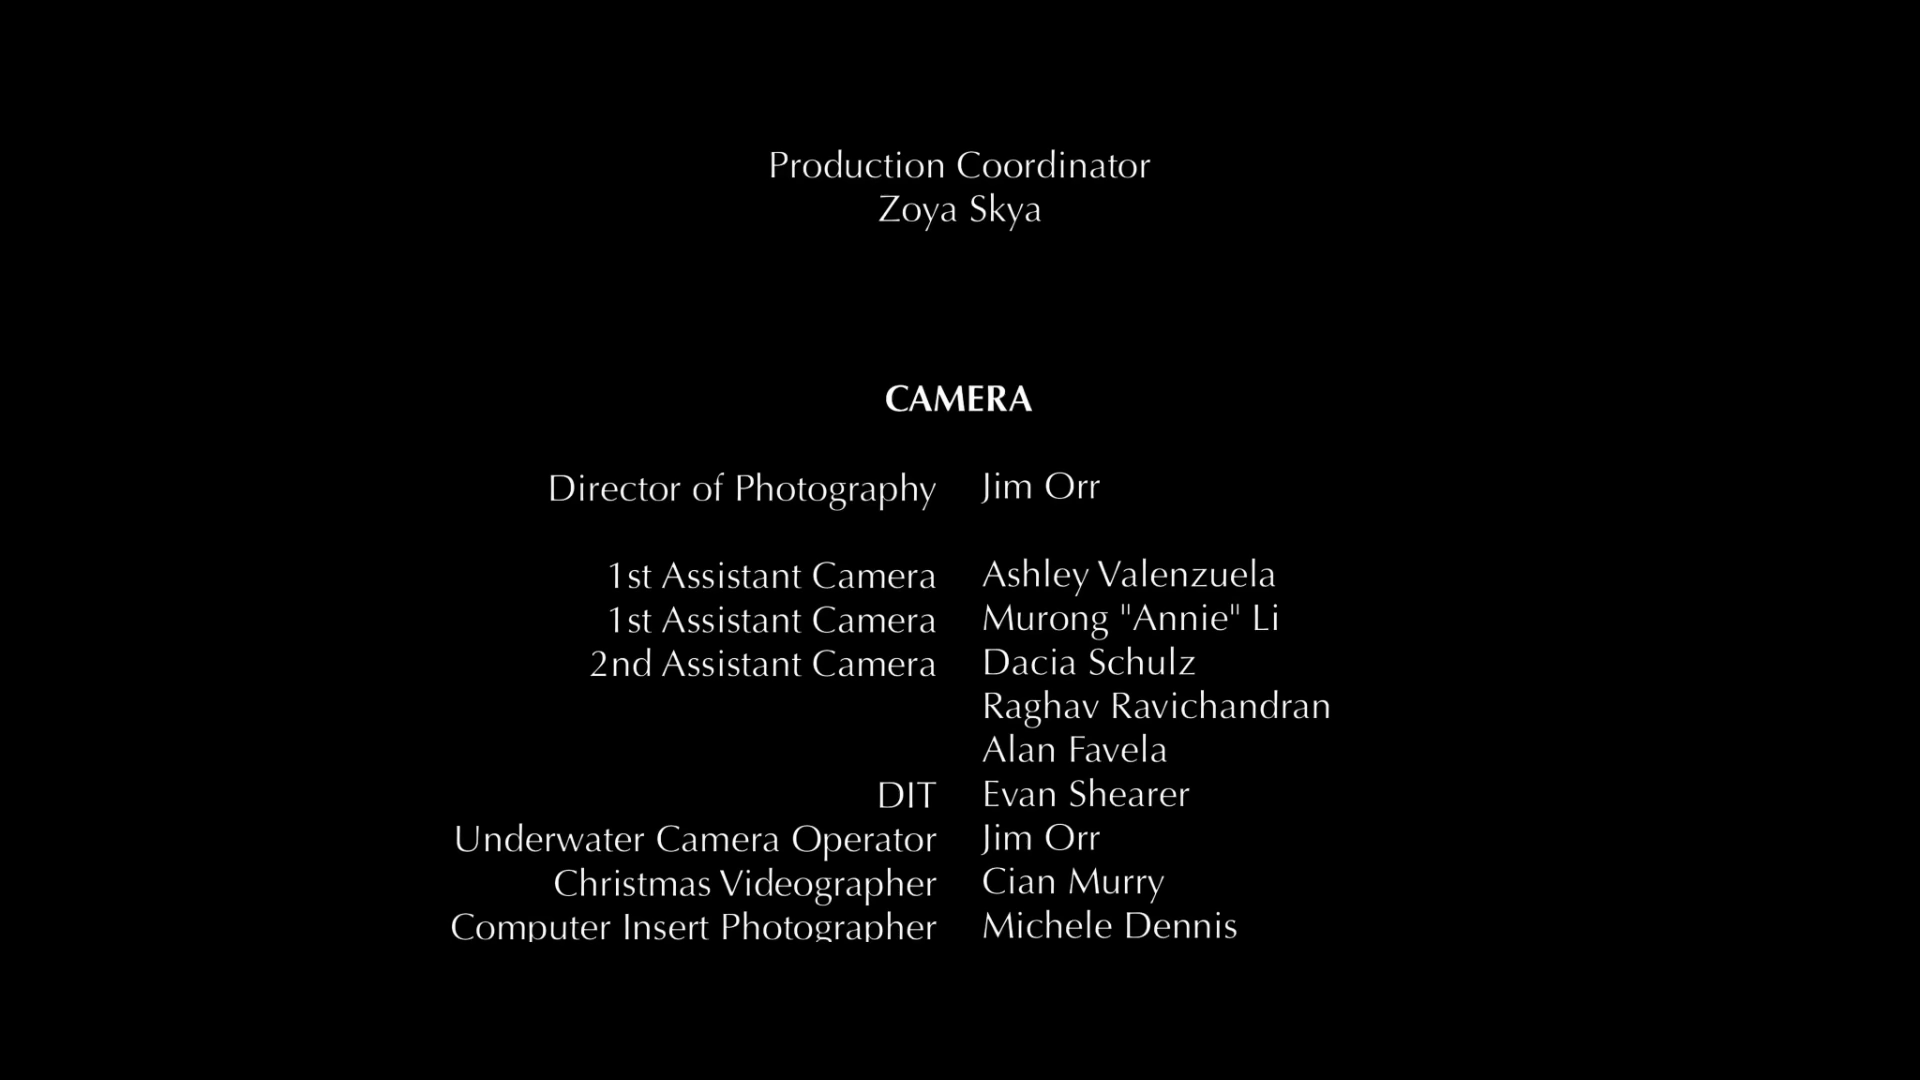 Production Coordinator
Zoya Skya
CAMERA
Director of Photography Jim Orr
1st Assistant Camera Ashley Valenzuela
1st Assistant Camera Murong "Annie" Li
2nd Assistant Camera Dacia Schulz
Raghav Ravichandran
Alan Favela
DIT Evan Shearer
Underwater Camera Operator Jim Orr
Christmas Videographer Cian Murry
Computer Insert Photographer Michele Dennis